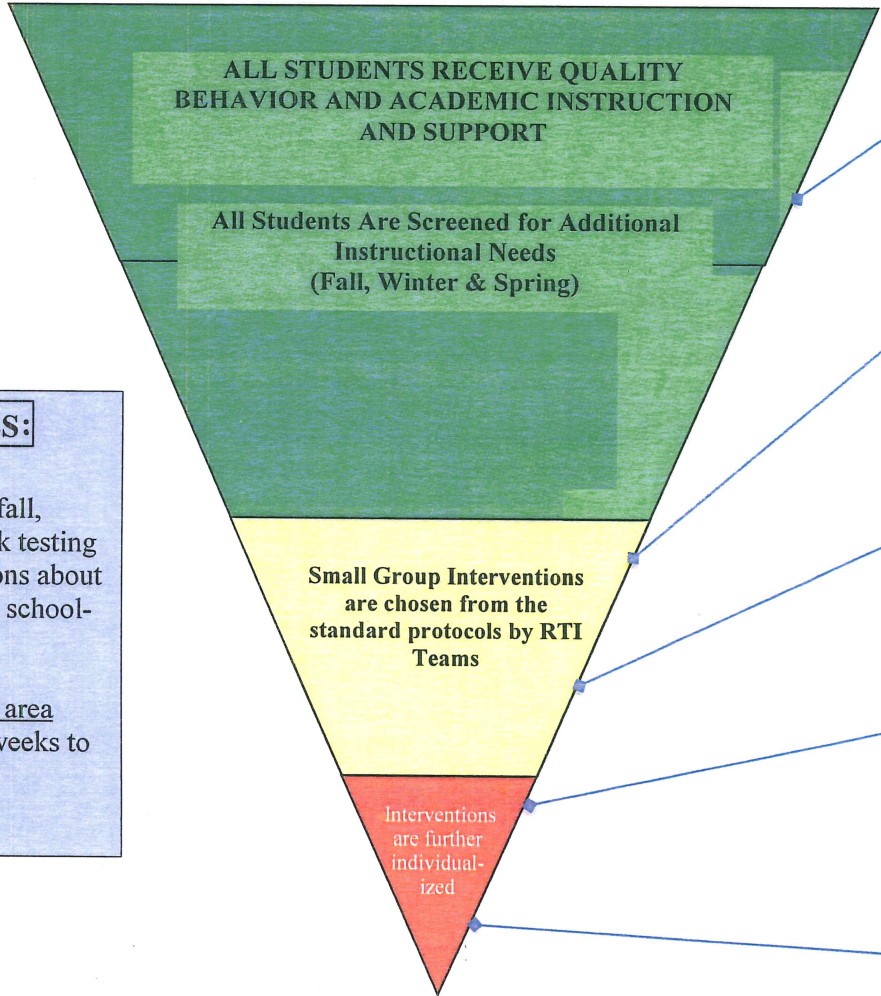 ALL STUDENTS RECEIVE QUALITY
BEHAVIOR AND ACADEMIC INSTRUCTION
AND SUPPORT
All Students Are Screened for Additional
Instructional Needs
(Fall, Winter & Spring)
S:
fall,
k testing
ons about
school-
area
weeks to
Small Group Interventions
are chosen from the
standard protocols by RTI
Teams
Interventions
are further
individual-
ized